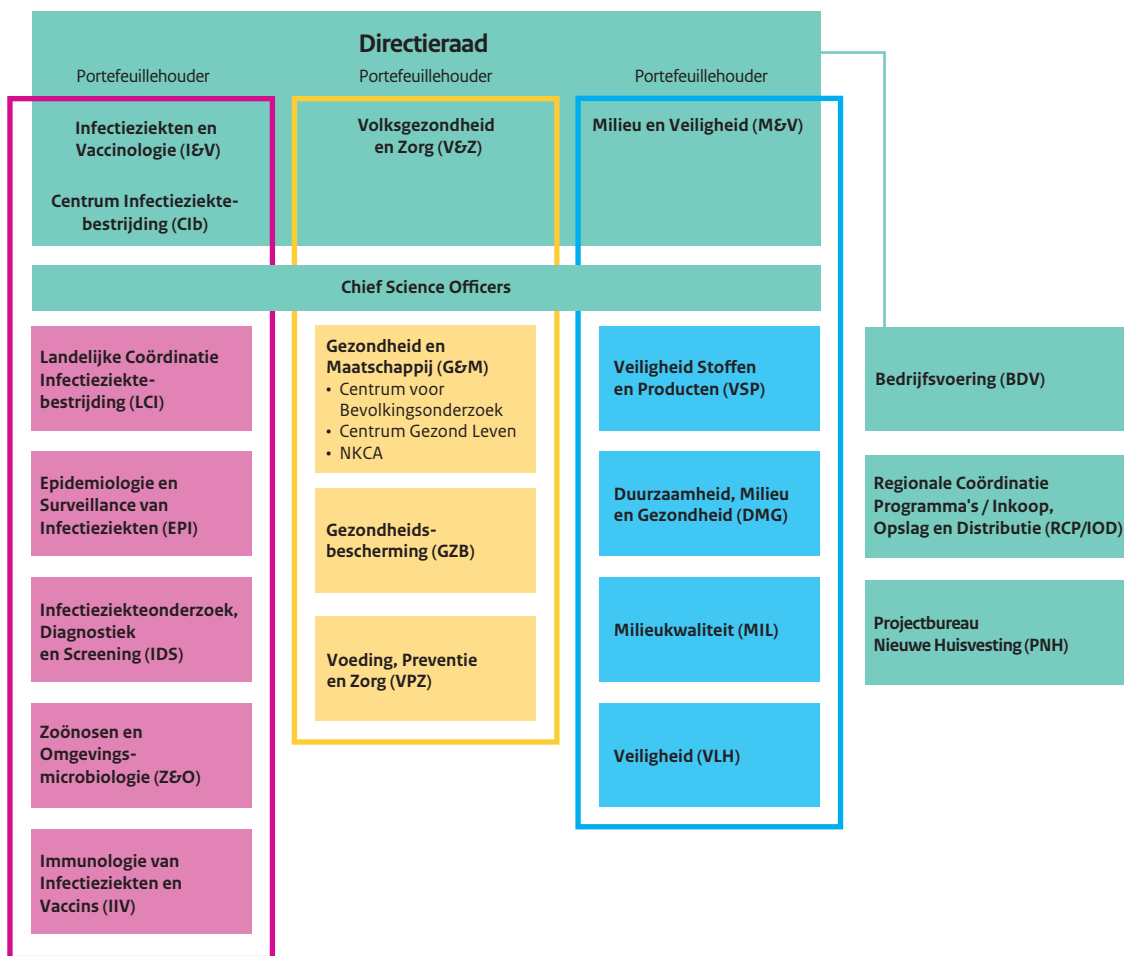 Directieraad
Portefeuillehouder
Portefeuillehouder
Portefeuillehouder
Infectieziekten en
Vaccinologie (I&V)
Centrum Infectieziekte-
bestrijding (CIb)
Volksgezondheid
en Zorg (V&Z)
Milieu en Veiligheid (M&V)
Chief Science Officers
Landelijke Coördinatie
Infectieziekte-
bestrijding (LCI)
Epidemiologie en
Surveillance van
Infectieziekten (EPI)
Infectieziekteonderzoek,
Diagnostiek
en Screening (IDS)
Zoönosen en
Omgevings-
microbiologie (Z&O)
Immunologie van
Infectieziekten en
Vaccins (IIV)
Gezondheid en
Maatschappij (G&M)
• Centrum voor
Bevolkingsonderzoek
• Centrum Gezond Leven
• NKCA
Gezondheids-
bescherming (GZB)
Voeding, Preventie
en Zorg (VPZ)
Veiligheid Stoffen
en Producten (VSP)
Duurzaamheid, Milieu
en Gezondheid (DMG)
Milieukwaliteit (MIL)
Veiligheid (VLH)
Bedrijfsvoering (BDV)
Regionale Coördinatie
Programma's / Inkoop,
Opslag en Distributie (RCP/IOD)
Projectbureau
Nieuwe Huisvesting (PNH)